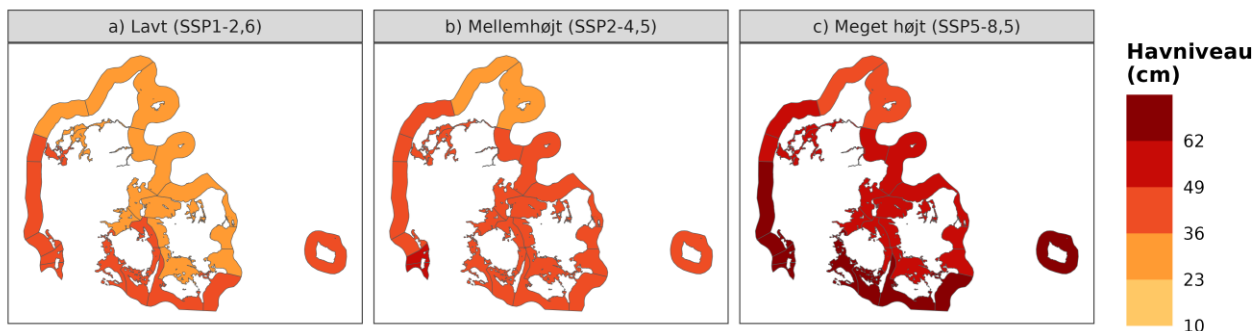 a) Lavt (SSP1-2,6)
b) Mellemhøjt (SSP2-4,5)
c) Meget højt (SSP5-8,5)
Havniveau
(cm)
62
49
36
23
10